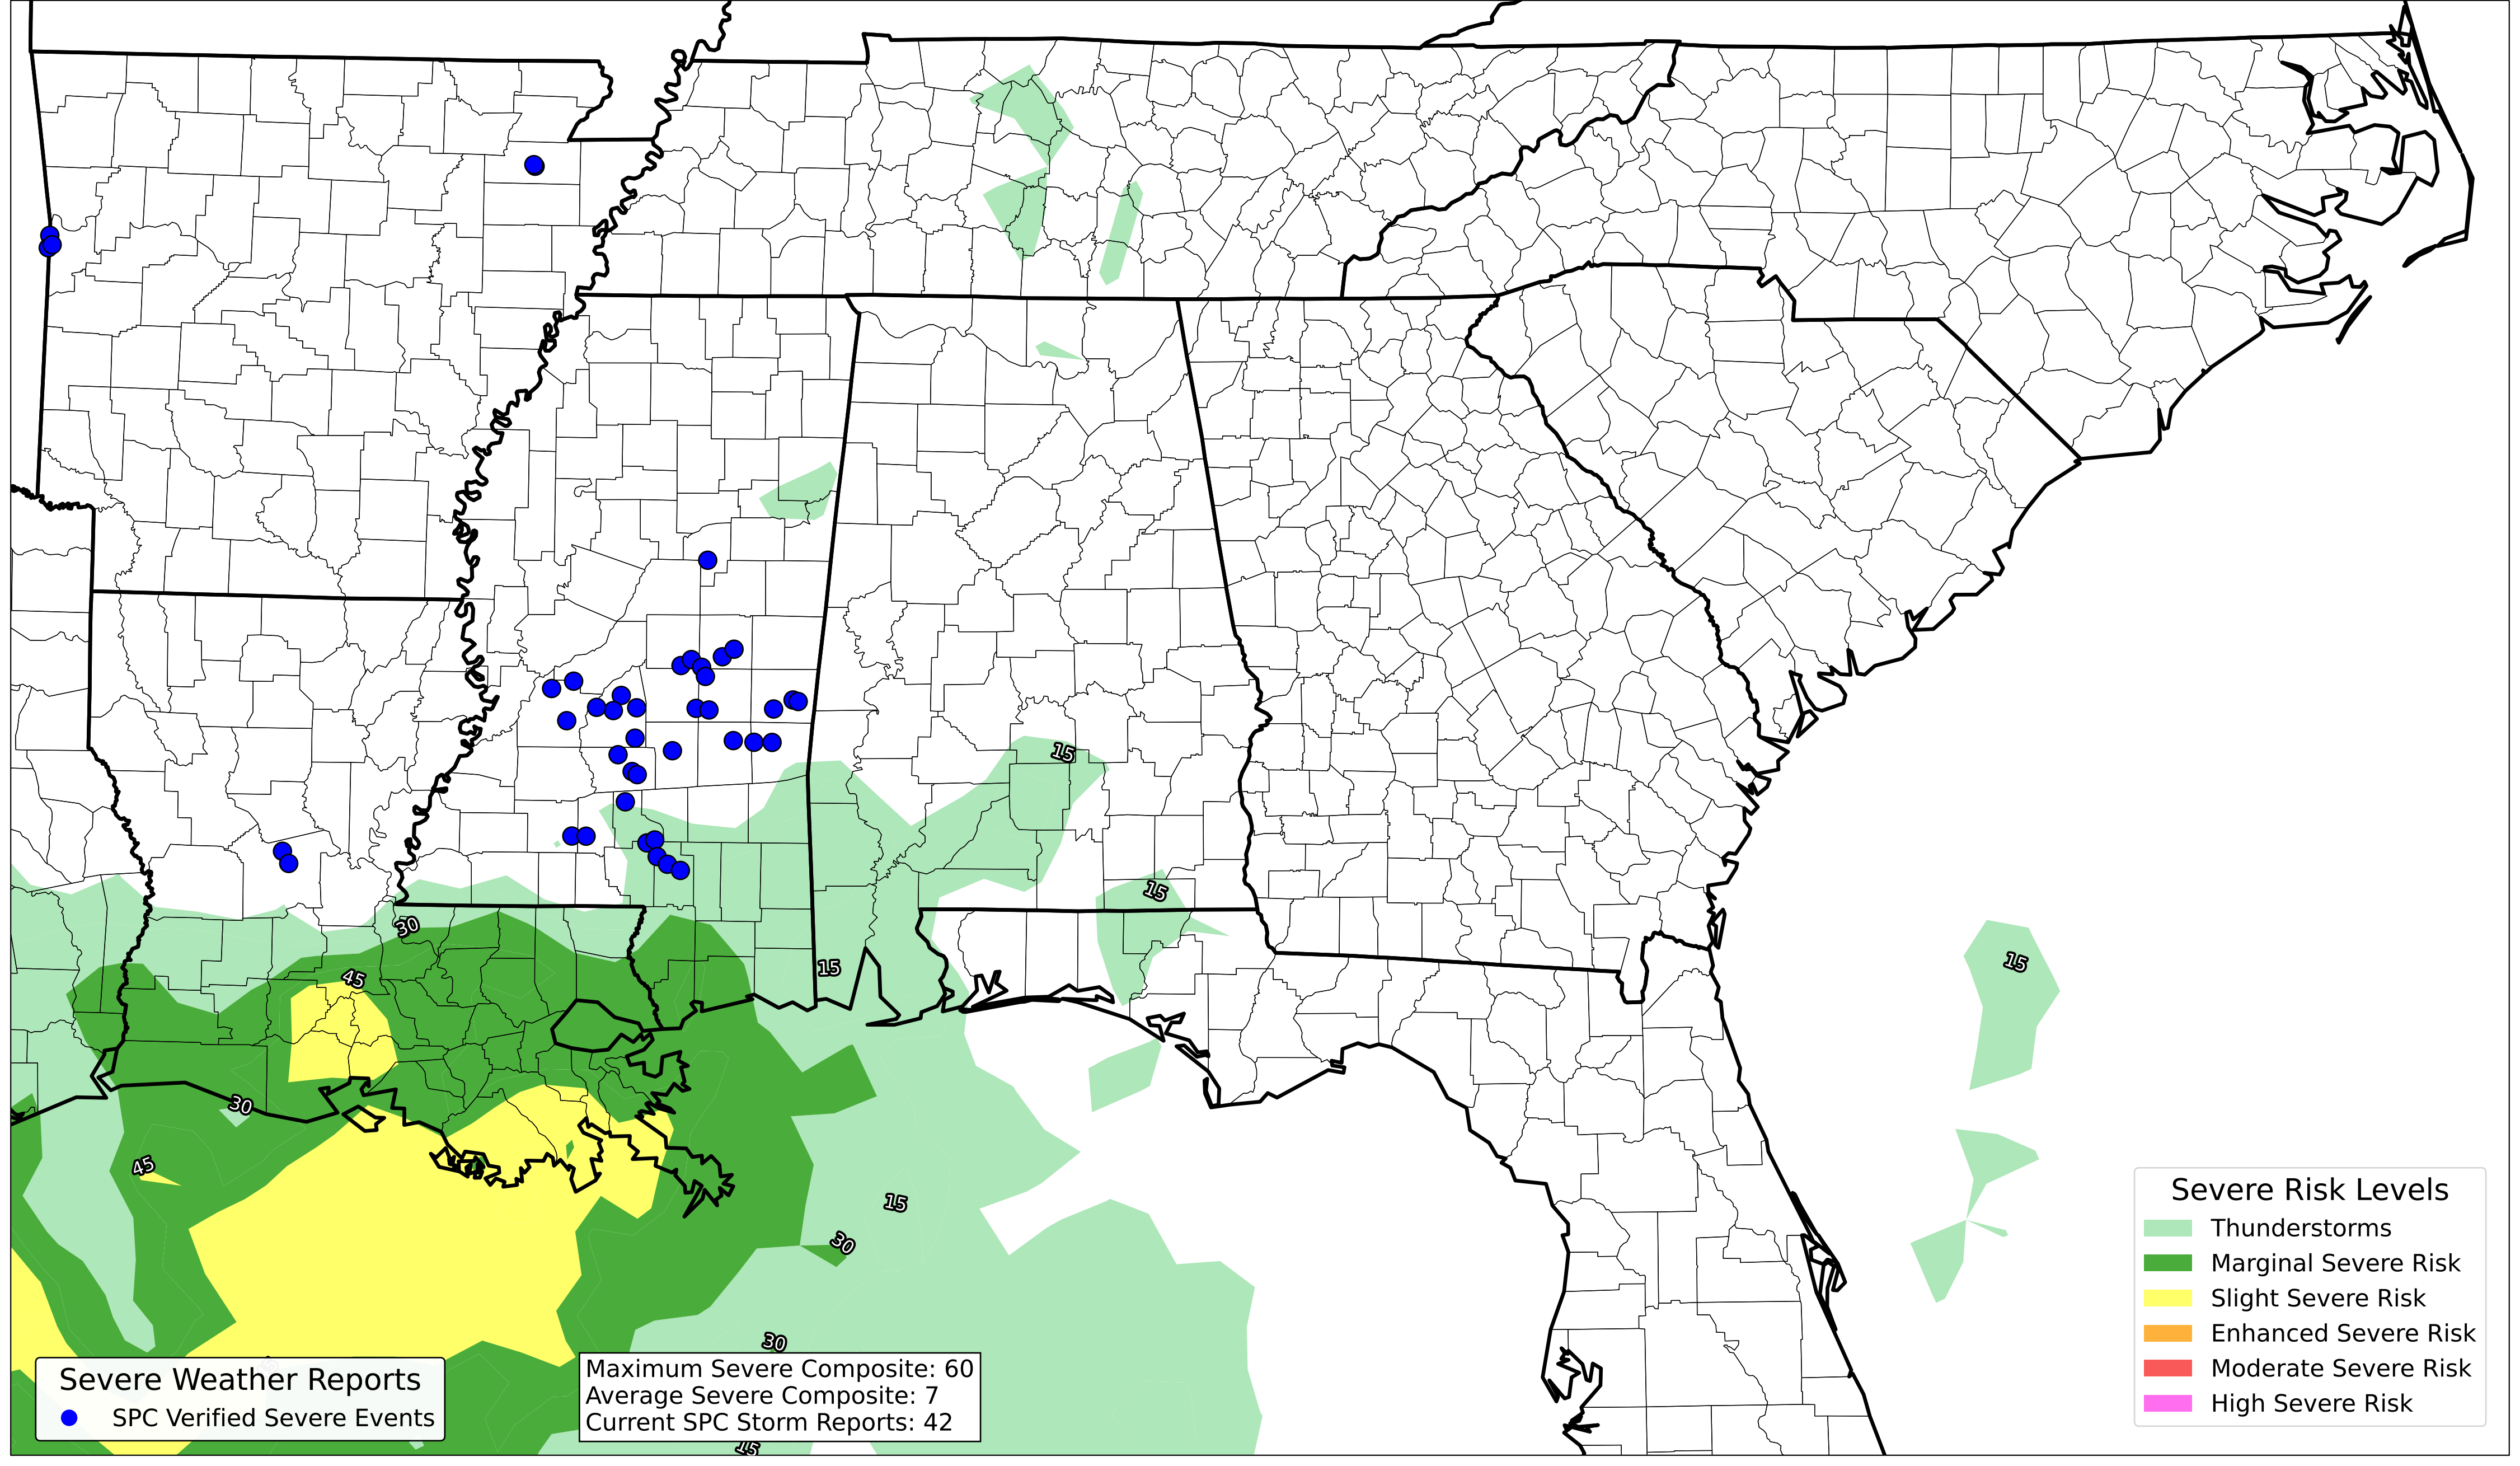 15
15
30
15
15
45
30
45
15
30
30
15
Severe Risk Levels
Thunderstorms
Marginal Severe Risk
Slight Severe Risk
Enhanced Severe Risk
Moderate Severe Risk
High Severe Risk
Severe Weather Reports
SPC Verified Severe Events
Maximum Severe Composite: 60
Average Severe Composite: 7
Current SPC Storm Reports: 42